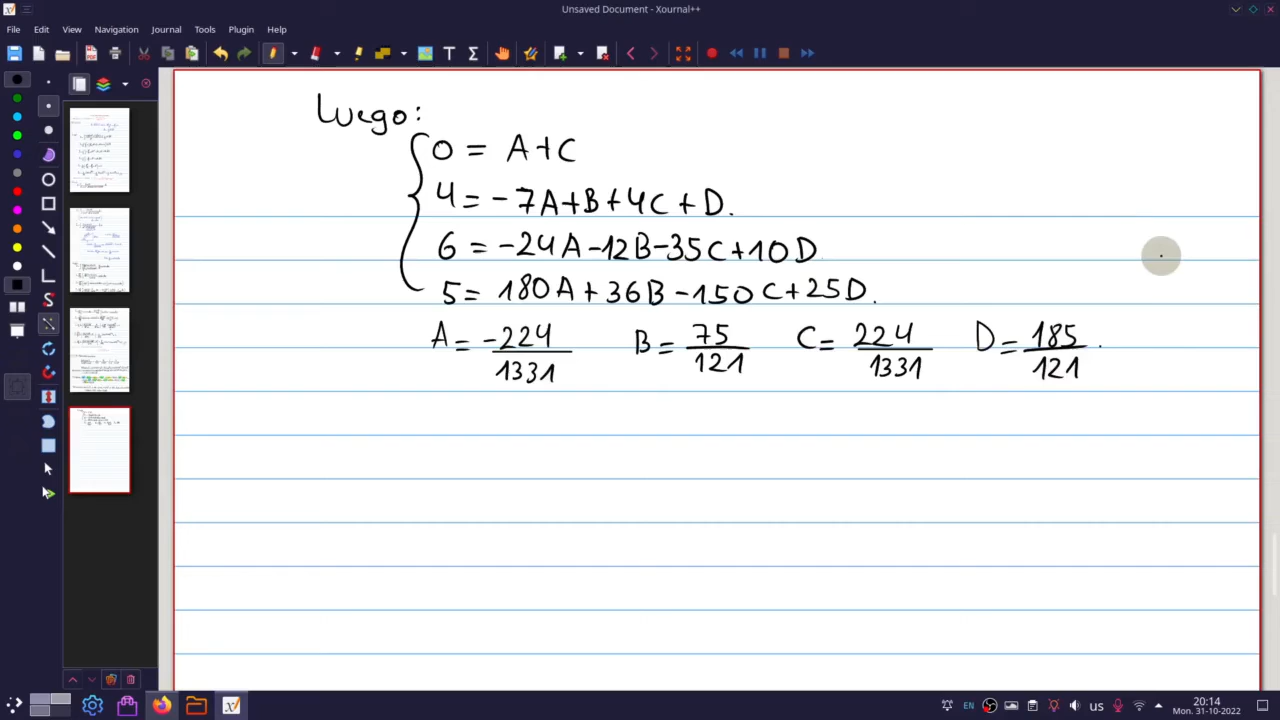 Unsaved Document - Xournal++
File Edit View Navigation Journal Tools Plugin Help
Luego:
0 = A+C
4 = -7A+B+4C+D.
6 = -24A-12B-35C+10D
5 = 180A+36B-150C+25D.
A = -224/1331 B = 75/121 C = 224/1331 D = 185/121.
EN us 20:14
Mon. 31-10-2022